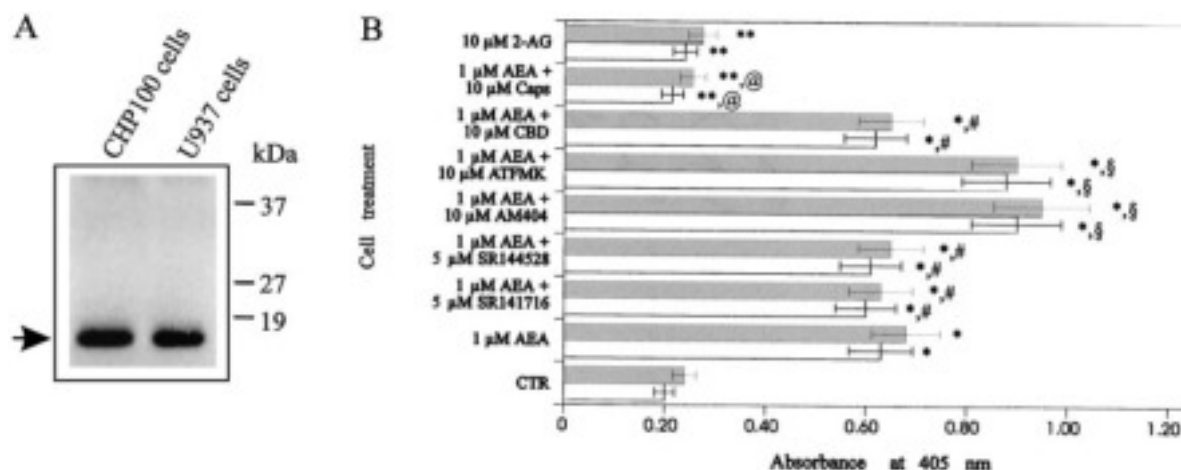 A
CHP100 cells
U937 cells
kDa
37
27
19
B
Cell treatment
10 µM 2-AG
**
**
1 µM AEA +
10 µM Caps
**,@
**,@
1 µM AEA +
10 µM CBD
*,#
*,#
1 µM AEA +
10 µM ATFMK
*,§
*,§
1 µM AEA +
10 µM AM404
*,§
*,§
1 µM AEA +
5 µM SR144528
*,#
*,#
1 µM AEA +
5 µM SR141716
*,#
*,#
1 µM AEA
*
*
CTR
0
0.20
0.40
0.60
0.80
1.00
1.20
Absorbance at 405 nm